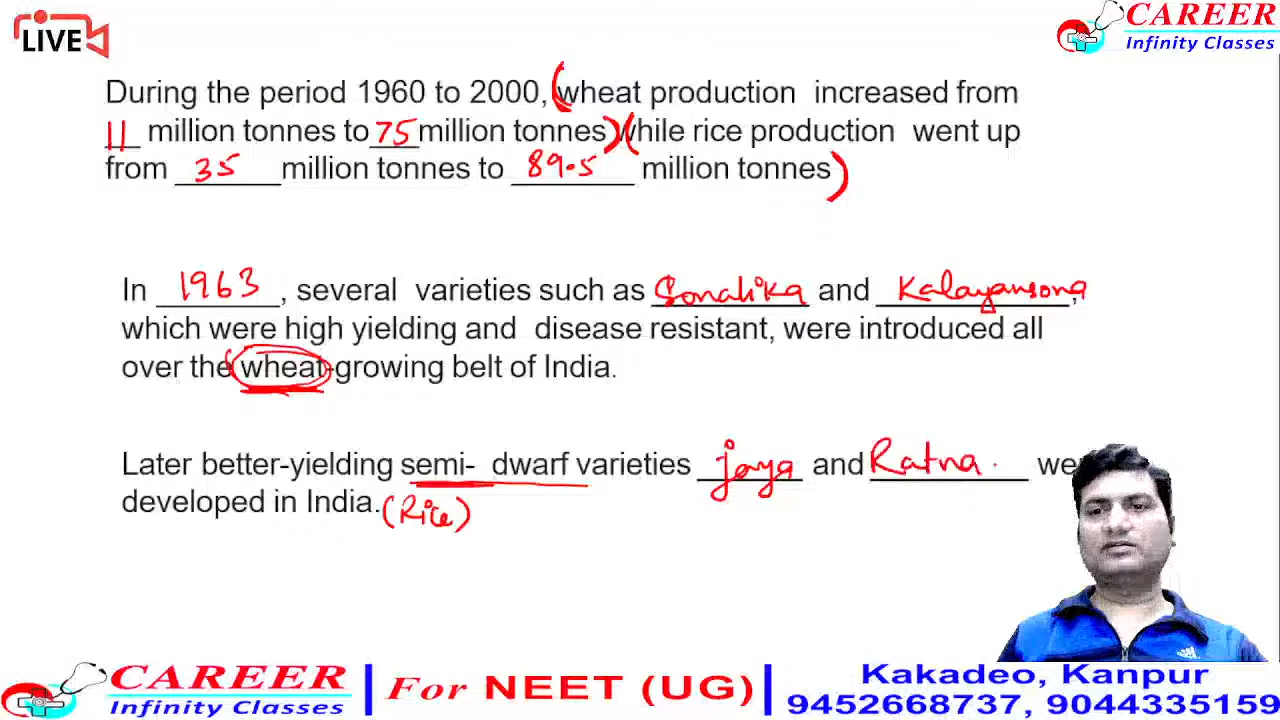 LIVE
CAREER
Infinity Classes
During the period 1960 to 2000, (wheat production increased from
11 million tonnes to 75 million tonnes) (while rice production went up
from 35 million tonnes to 89.5 million tonnes)
In 1963, several varieties such as Sonalika and Kalayansona,
which were high yielding and disease resistant, were introduced all
over the wheat-growing belt of India.
Later better-yielding semi- dwarf varieties jaya and Ratna we
developed in India. (Rice)
CAREER
Infinity Classes
For NEET (UG)
Kakadeo, Kanpur
9452668737, 9044335159